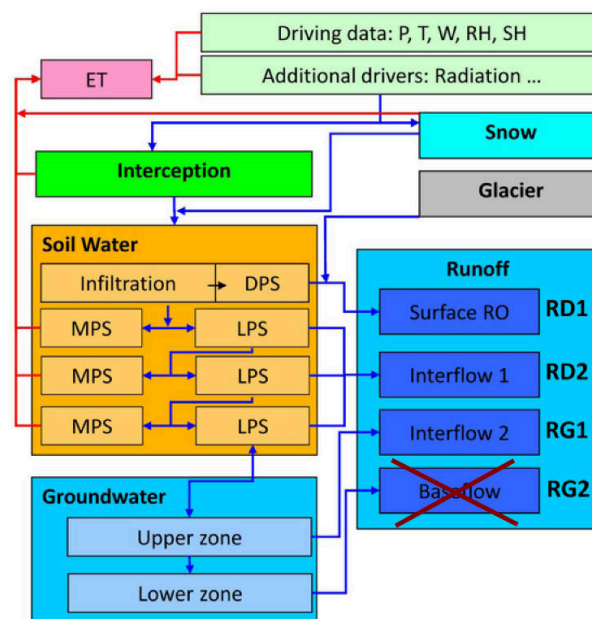 Driving data: P, T, W, RH, SH
ET
Additional drivers: Radiation ...
Snow
Interception
Glacier
Soil Water
Runoff
Infiltration
DPS
Surface RO
RD1
MPS
LPS
MPS
LPS
Interflow 1
RD2
MPS
LPS
Interflow 2
RG1
Groundwater
Baseflow
RG2
Upper zone
Lower zone